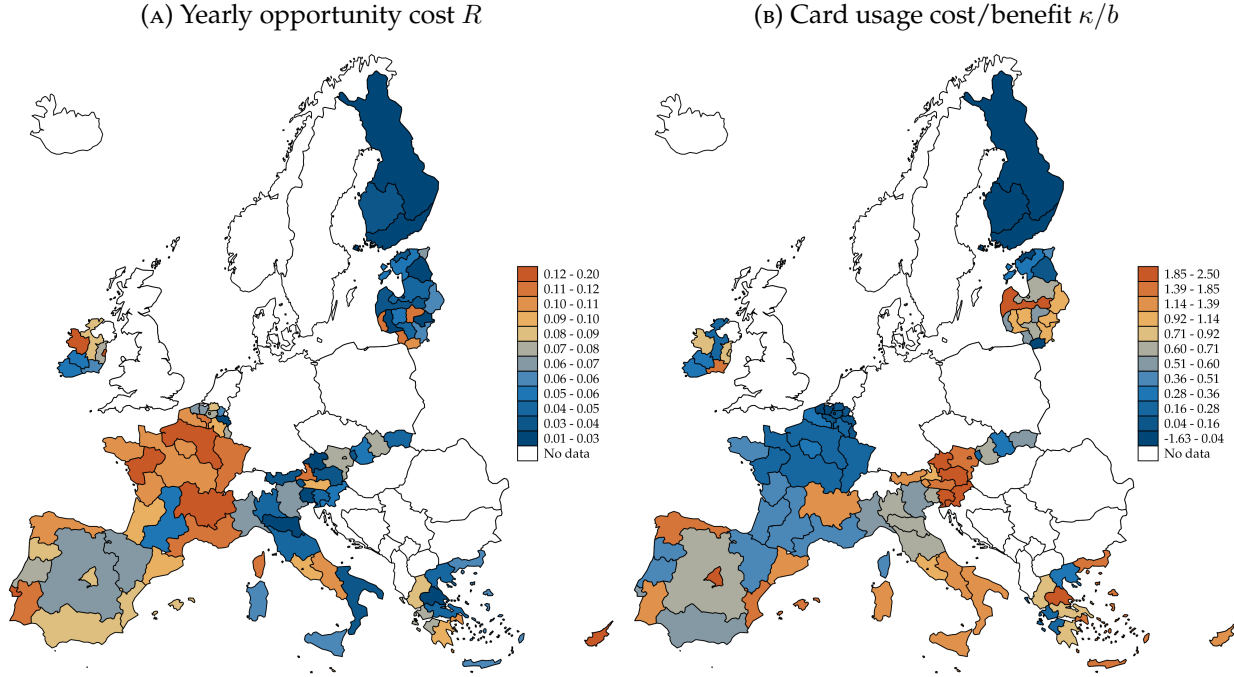 (A) Yearly opportunity cost R
0.12 - 0.20
0.11 - 0.12
0.10 - 0.11
0.09 - 0.10
0.08 - 0.09
0.07 - 0.08
0.06 - 0.07
0.06 - 0.06
0.05 - 0.06
0.04 - 0.05
0.03 - 0.04
0.01 - 0.03
No data
(B) Card usage cost/benefit κ/b
1.85 - 2.50
1.39 - 1.85
1.14 - 1.39
0.92 - 1.14
0.71 - 0.92
0.60 - 0.71
0.51 - 0.60
0.36 - 0.51
0.28 - 0.36
0.16 - 0.28
0.04 - 0.16
-1.63 - 0.04
No data